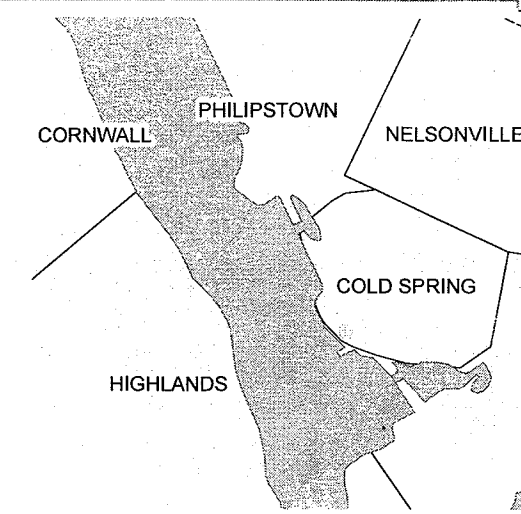 PHILIPSTOWN
CORNWALL
NELSONVILLE
COLD SPRING
HIGHLANDS